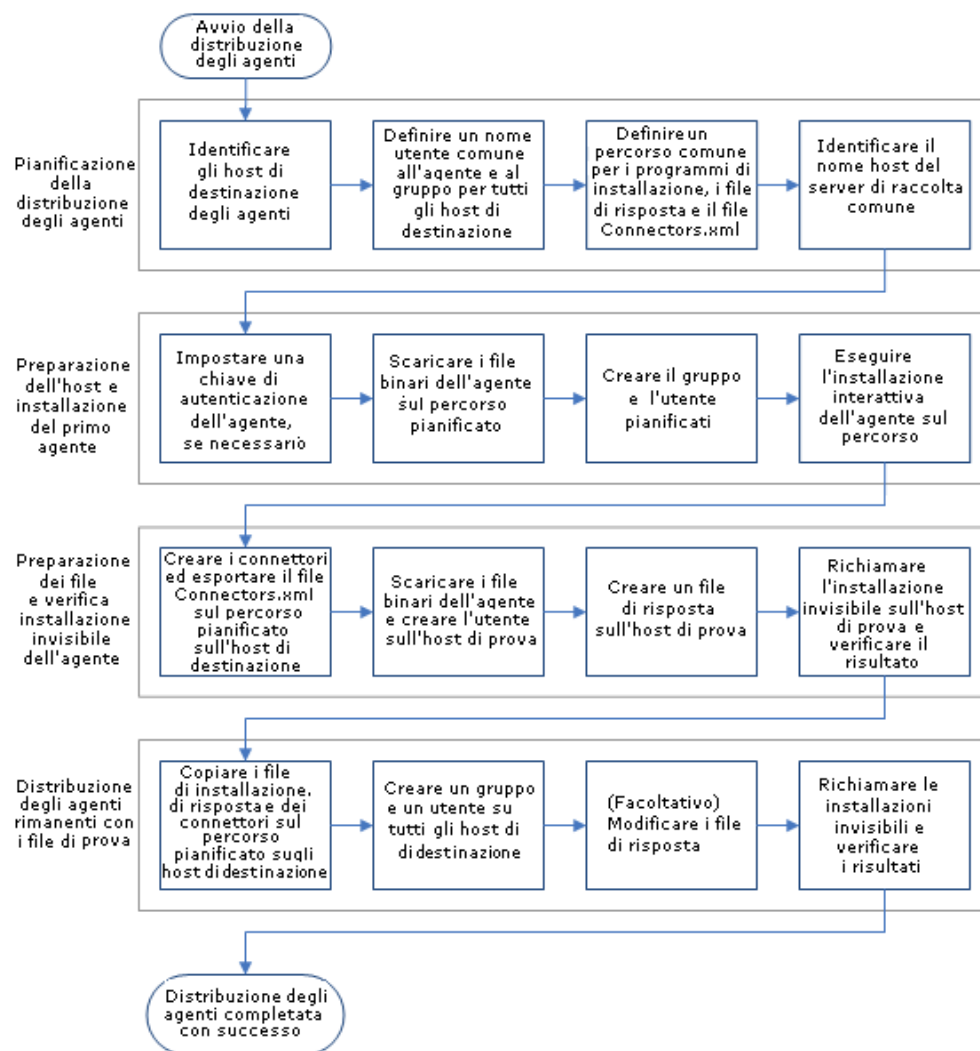 Avvio della
distribuzione
degli agenti
Pianificazione
della
distribuzione
degli agenti
Identificare
gli host di
destinazione
degli agenti
Definire un nome
utente comune
all'agente e al
gruppo per tutti
gli host di
destinazione
Definire un
percorso comune
per i programmi di
installazione, i file
di risposta e il file
Connectors.xml
Identificare il
nome host del
server di raccolta
comune
Preparazione
dell'host e
installazione
del primo
agente
Impostare una
chiave di
autenticazione
dell'agente,
se necessario
Scaricare i file
binari dell'agente
sul percorso
pianificato
Creare il gruppo
e l'utente
pianificati
Eseguire
l'installazione
interattiva
dell'agente sul
percorso
Preparazione
dei file
e verifica
installazione
invisibile
dell'agente
Creare i connettori
ed esportare il file
Connectors.xml
sul percorso
pianificato
sull'host di
destinazione
Scaricare i file
binari dell'agente
e creare l'utente
sull'host di prova
Creare un file
di risposta
sull'host di prova
Richiamare
l'installazione
invisibile sull'host
di prova e
verificare il
risultato
Distribuzione
degli agenti
rimanenti con
i file di prova
Copiare i file
di installazione,
di risposta e dei
connettori sul
percorso
pianificato sugli
host di destinazione
Creare un gruppo
e un utente su
tutti gli host di
di destinazione
(Facoltativo)
Modificare i file
di risposta
Richiamare le
installazioni
invisibili e
verificare
i risultati
Distribuzione degli
agenti completata
con successo